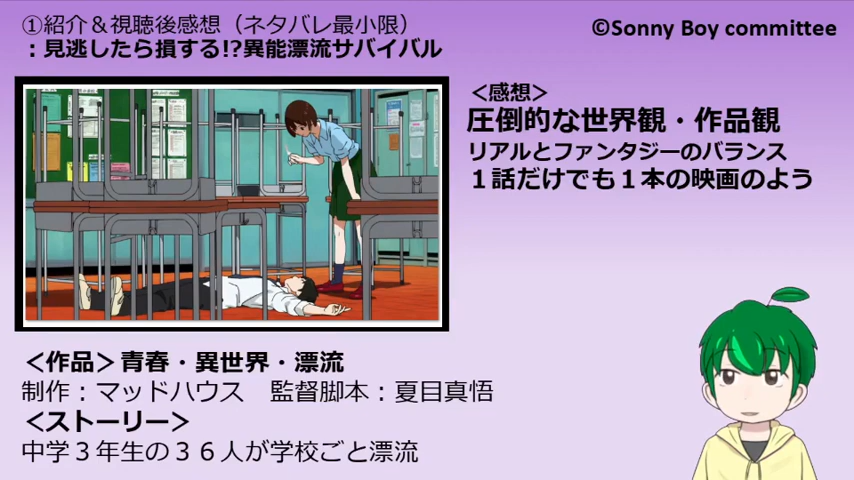 ①紹介＆視聴後感想（ネタバレ最小限）
：見逃したら損する!?異能漂流サバイバル
©Sonny Boy committee
＜感想＞
圧倒的な世界観・作品観
リアルとファンタジーのバランス
１話だけでも１本の映画のよう
＜作品＞青春・異世界・漂流
制作：マッドハウス　監督脚本：夏目真悟
＜ストーリー＞
中学３年生の３６人が学校ごと漂流